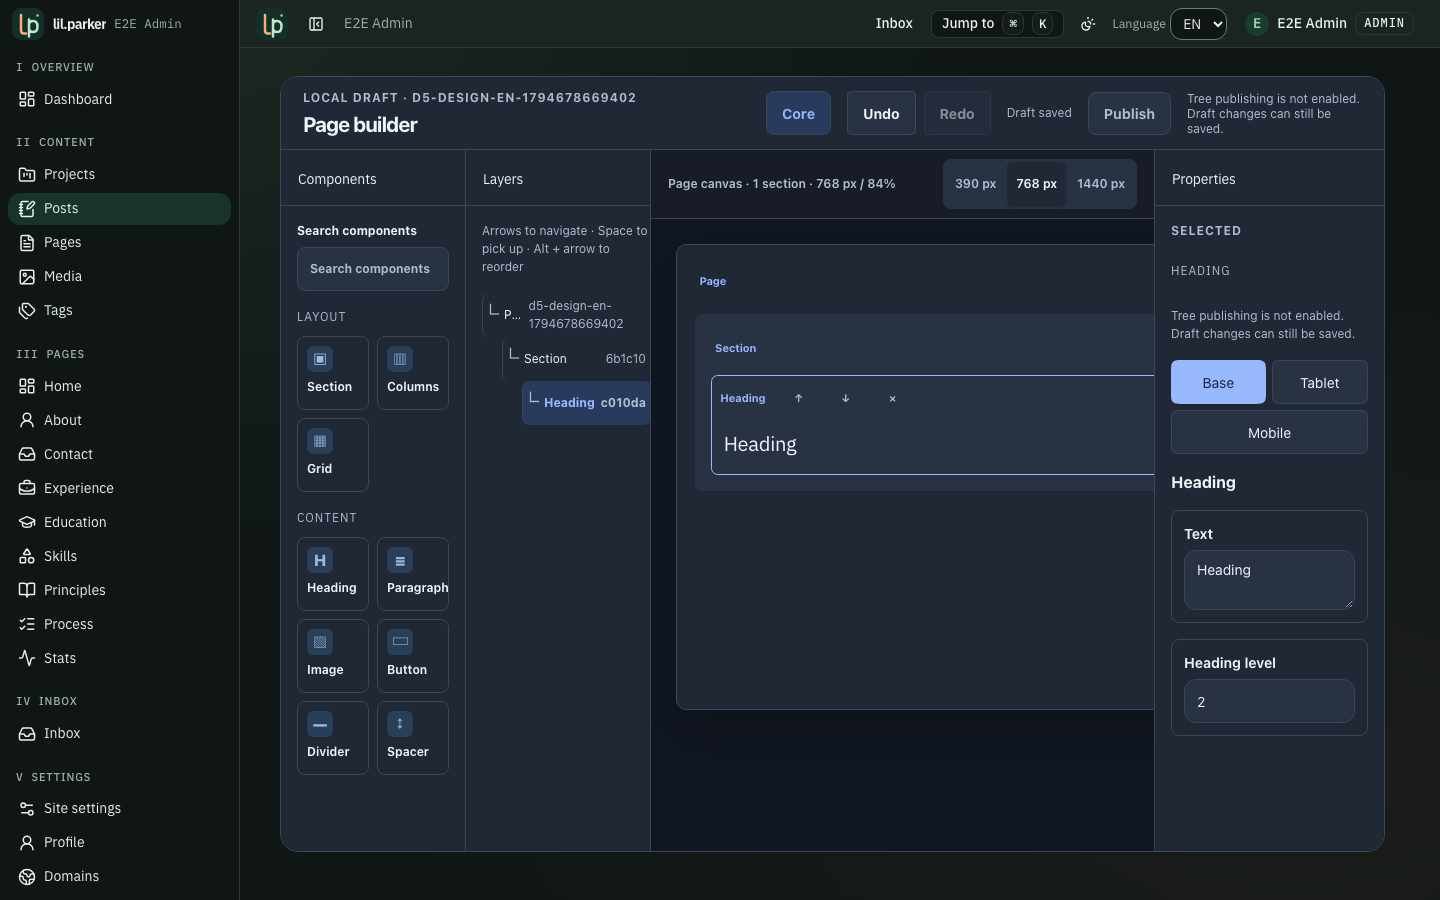 lp lil.parker E2E Admin
I OVERVIEW
Dashboard
II CONTENT
Projects
Posts
Pages
Media
Tags
III PAGES
Home
About
Contact
Experience
Education
Skills
Principles
Process
Stats
IV INBOX
Inbox
V SETTINGS
Site settings
Profile
Domains
lp E2E Admin
Inbox
Jump to ⌘ K
Language EN
E E2E Admin ADMIN
LOCAL DRAFT · D5-DESIGN-EN-1794678669402
Page builder
Core
Undo
Redo
Draft saved
Publish
Tree publishing is not enabled.
Draft changes can still be
saved.
Components
Search components
Search components
LAYOUT
Section
Columns
Grid
CONTENT
H
Heading
Paragraph
Image
Button
Divider
Spacer
Layers
Arrows to navigate · Space to
pick up · Alt + arrow to
reorder
P... d5-design-en-
1794678669402
Section 6b1c10
Heading c010da
Page canvas · 1 section · 768 px / 84%
390 px 768 px 1440 px
Page
Section
Heading ↑ ↓ ×
Heading
Properties
SELECTED
HEADING
Tree publishing is not enabled.
Draft changes can still be saved.
Base
Tablet
Mobile
Heading
Text
Heading
Heading level
2